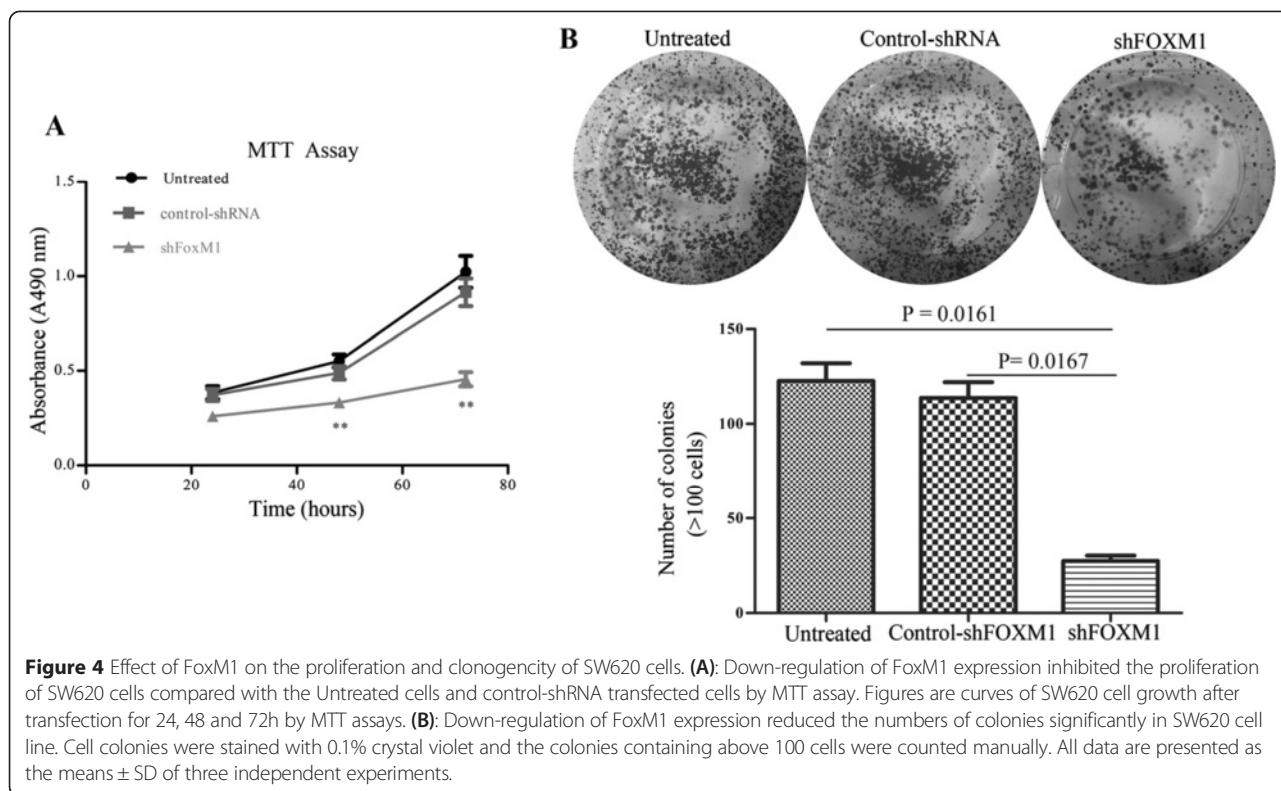 A
MTT Assay
Untreated
control-shRNA
shFoxM1
1.5
1.0
0.5
0.0
Absorbance (A490 nm)
**
**
0
20
40
60
80
Time (hours)
B
Untreated
Control-shRNA
shFOXM1
P = 0.0161
P= 0.0167
150
100
50
0
Number of colonies
(>100 cells)
Untreated
Control-shFOXM1
shFOXM1
Figure 4 Effect of FoxM1 on the proliferation and clonogencity of SW620 cells. (A): Down-regulation of FoxM1 expression inhibited the proliferation
of SW620 cells compared with the Untreated cells and control-shRNA transfected cells by MTT assay. Figures are curves of SW620 cell growth after
transfection for 24, 48 and 72h by MTT assays. (B): Down-regulation of FoxM1 expression reduced the numbers of colonies significantly in SW620 cell
line. Cell colonies were stained with 0.1% crystal violet and the colonies containing above 100 cells were counted manually. All data are presented as
the means ± SD of three independent experiments.